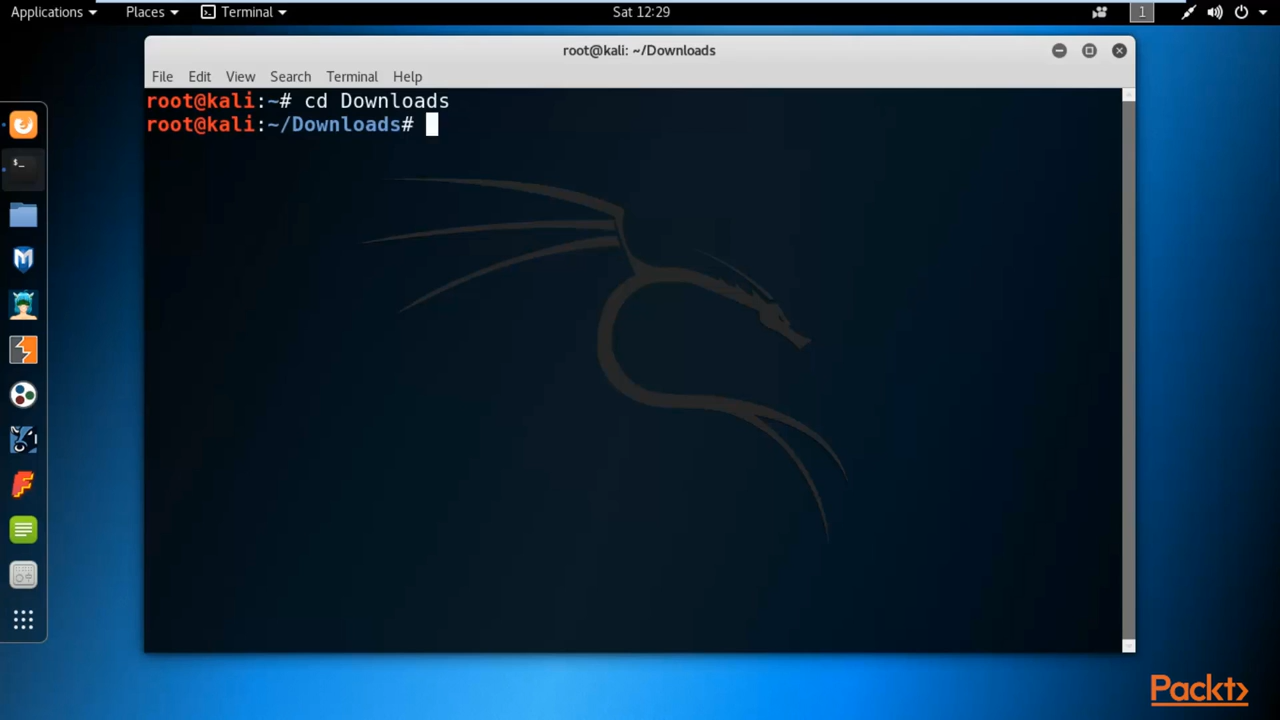 Applications Places Terminal Sat 12:29 1
root@kali: ~/Downloads
File Edit View Search Terminal Help
root@kali:~# cd Downloads
root@kali:~/Downloads#
$_
Packt>